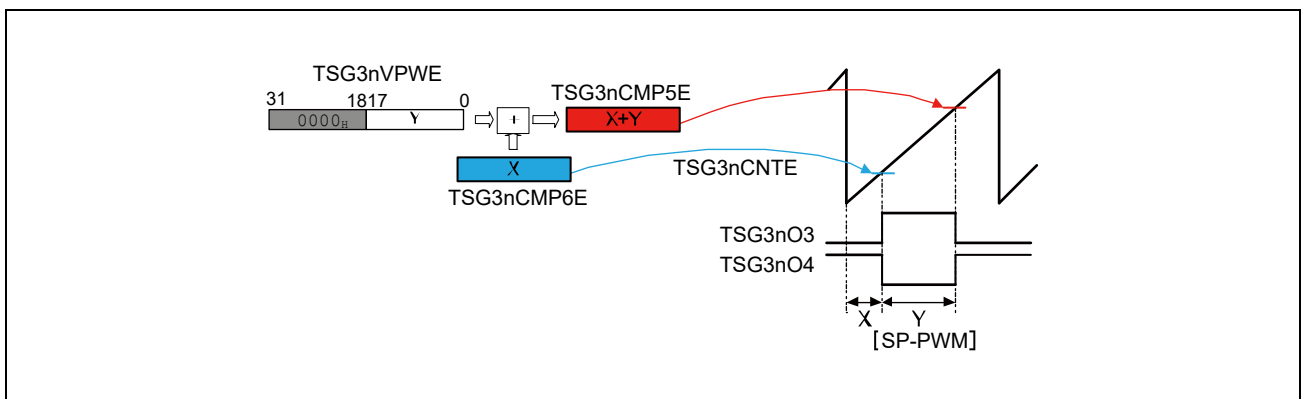 TSG3nVPWE
31 1817 0
0000H Y
+
TSG3nCMP5E
X+Y
X
TSG3nCMP6E
TSG3nCNTE
TSG3nO3
TSG3nO4
X Y
[SP-PWM]